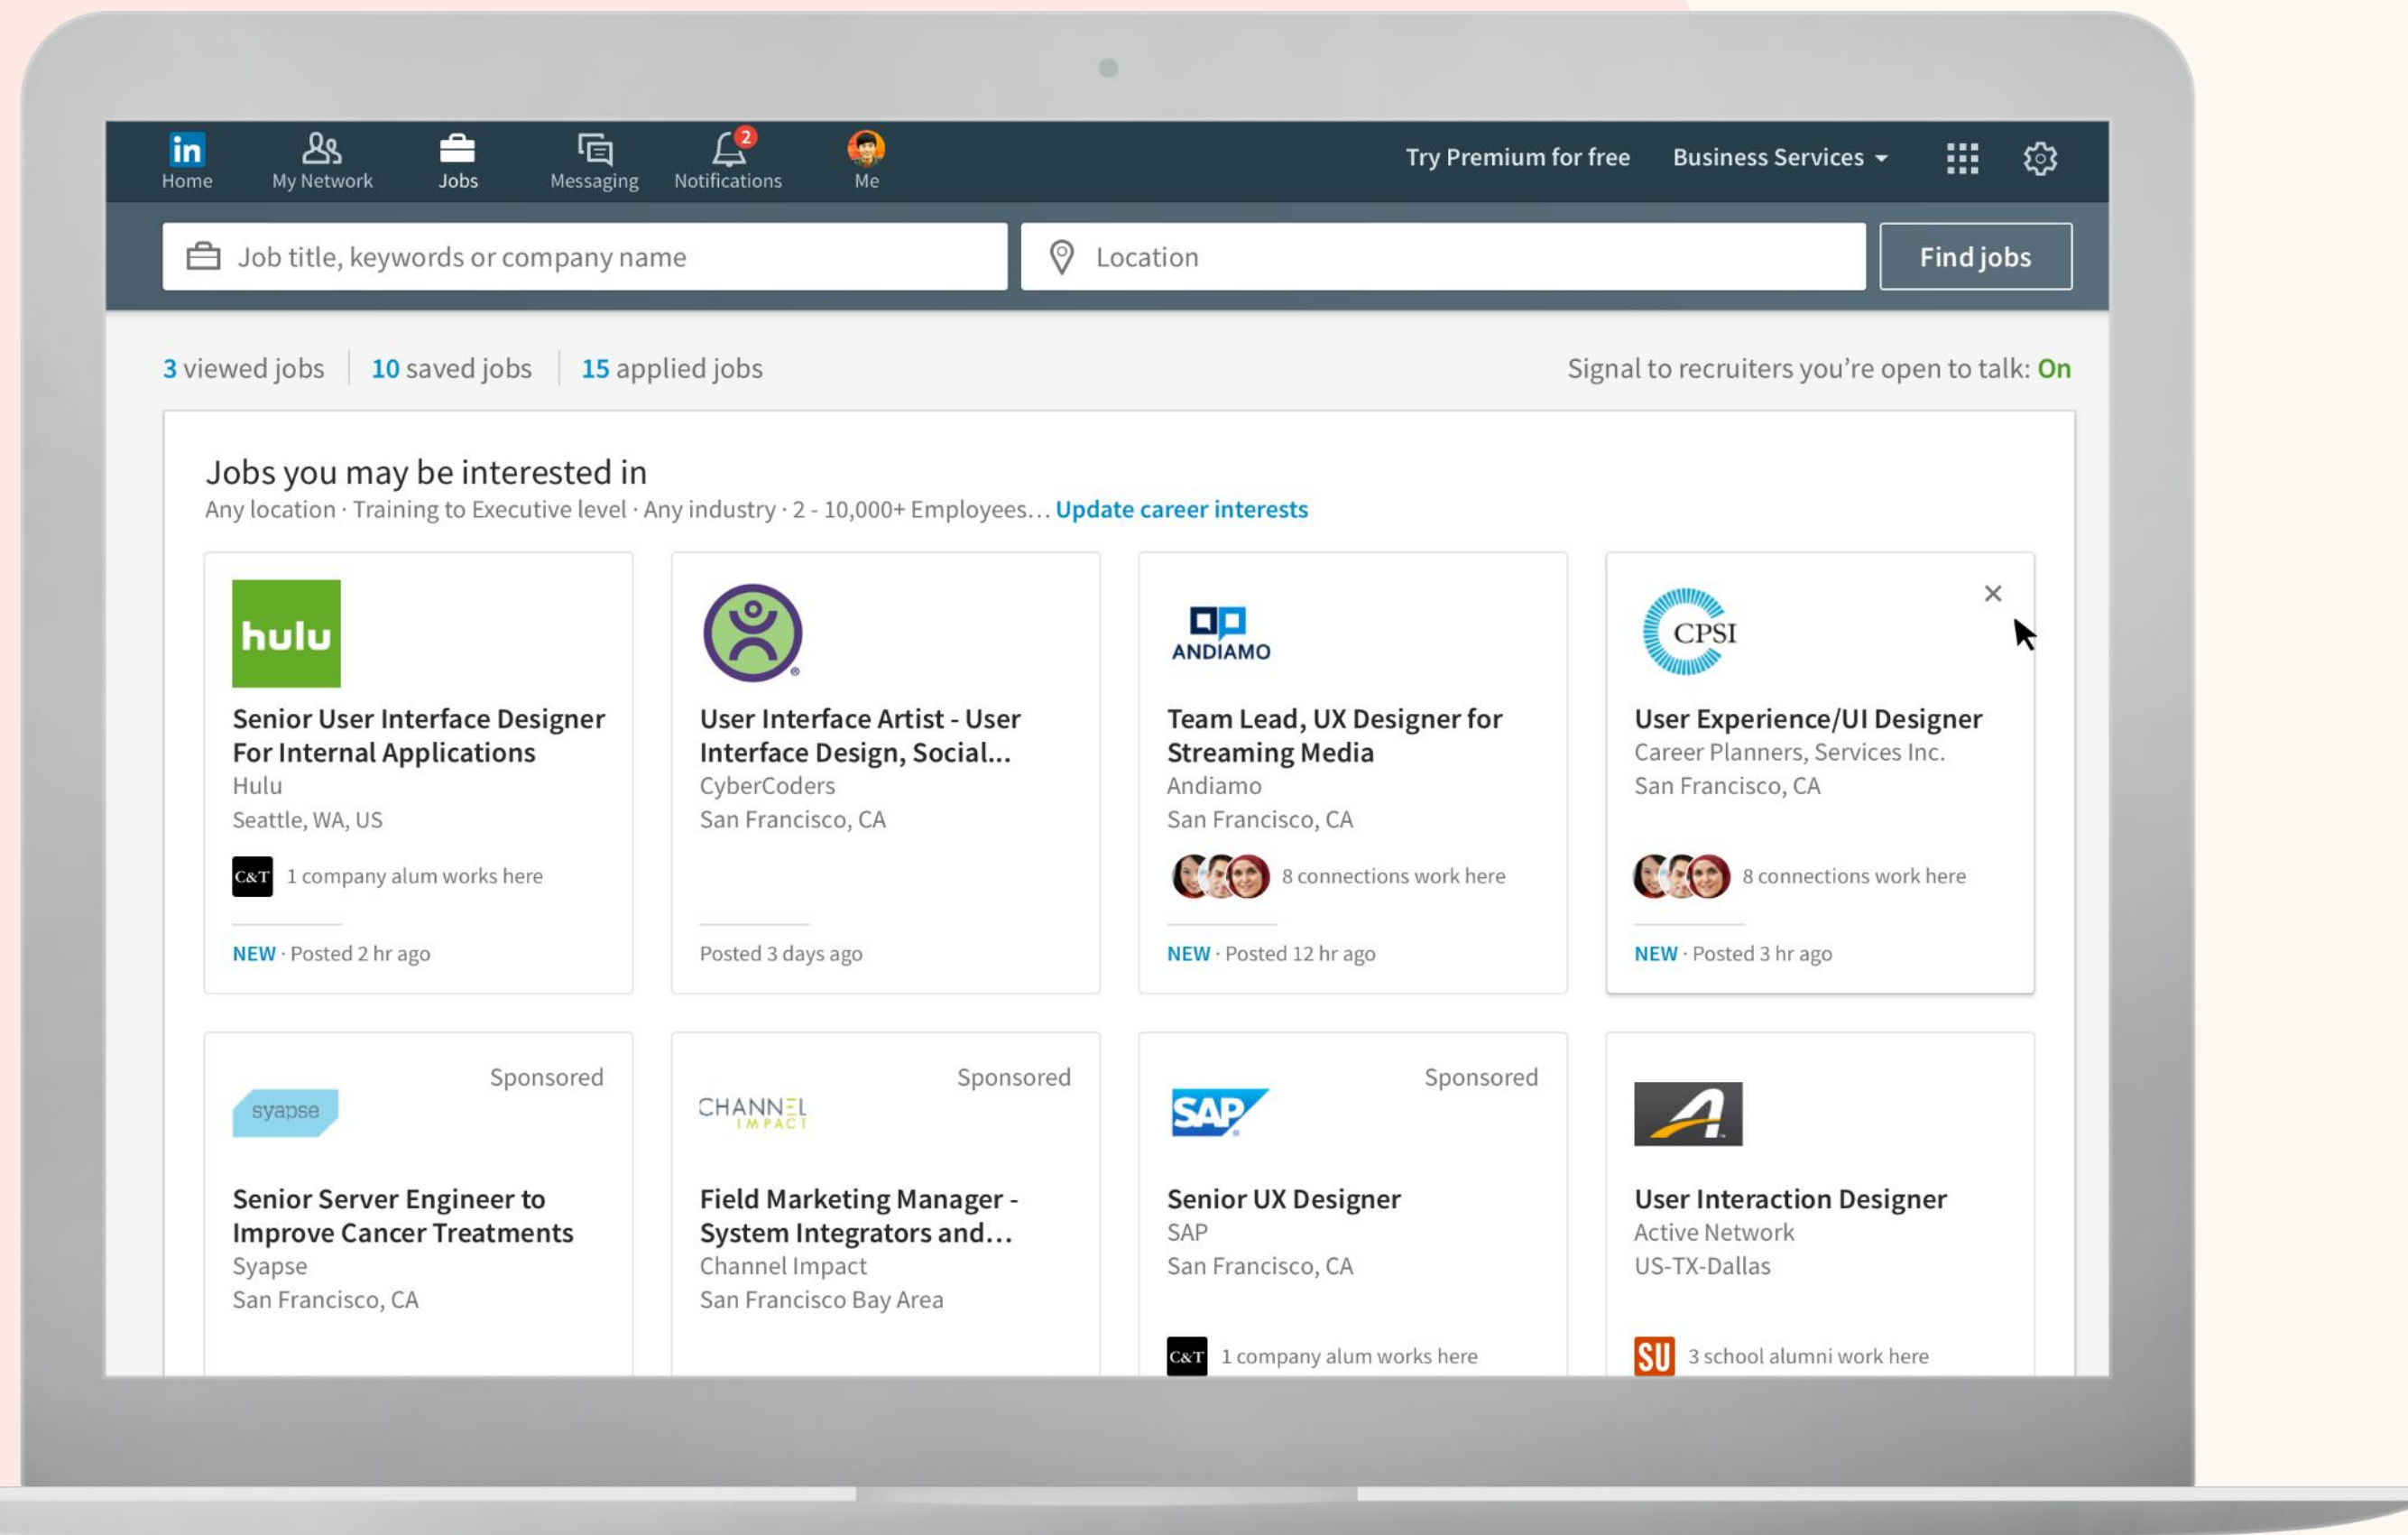 in
Home
My Network
Jobs
Messaging
2
Notifications
Me
Try Premium for free
Business Services
Job title, keywords or company name
Location
Find jobs
3 viewed jobs
10 saved jobs
15 applied jobs
Signal to recruiters you're open to talk: On
Jobs you may be interested in
Any location · Training to Executive level · Any industry · 2 - 10,000+ Employees… Update career interests
hulu
Senior User Interface Designer
For Internal Applications
Hulu
Seattle, WA, US
C&T
1 company alum works here
NEW · Posted 2 hr ago
®
User Interface Artist - User
Interface Design, Social...
CyberCoders
San Francisco, CA
Posted 3 days ago
ANDIAMO
Team Lead, UX Designer for
Streaming Media
Andiamo
San Francisco, CA
8 connections work here
NEW · Posted 12 hr ago
CPSI
User Experience/UI Designer
Career Planners, Services Inc.
San Francisco, CA
8 connections work here
NEW · Posted 3 hr ago
Sponsored
syapse
Senior Server Engineer to
Improve Cancer Treatments
Syapse
San Francisco, CA
Sponsored
CHANNEL
IMPACT
Field Marketing Manager -
System Integrators and…
Channel Impact
San Francisco Bay Area
Sponsored
SAP®
Senior UX Designer
SAP
San Francisco, CA
C&T
1 company alum works here
A
User Interaction Designer
Active Network
US-TX-Dallas
SU
3 school alumni work here